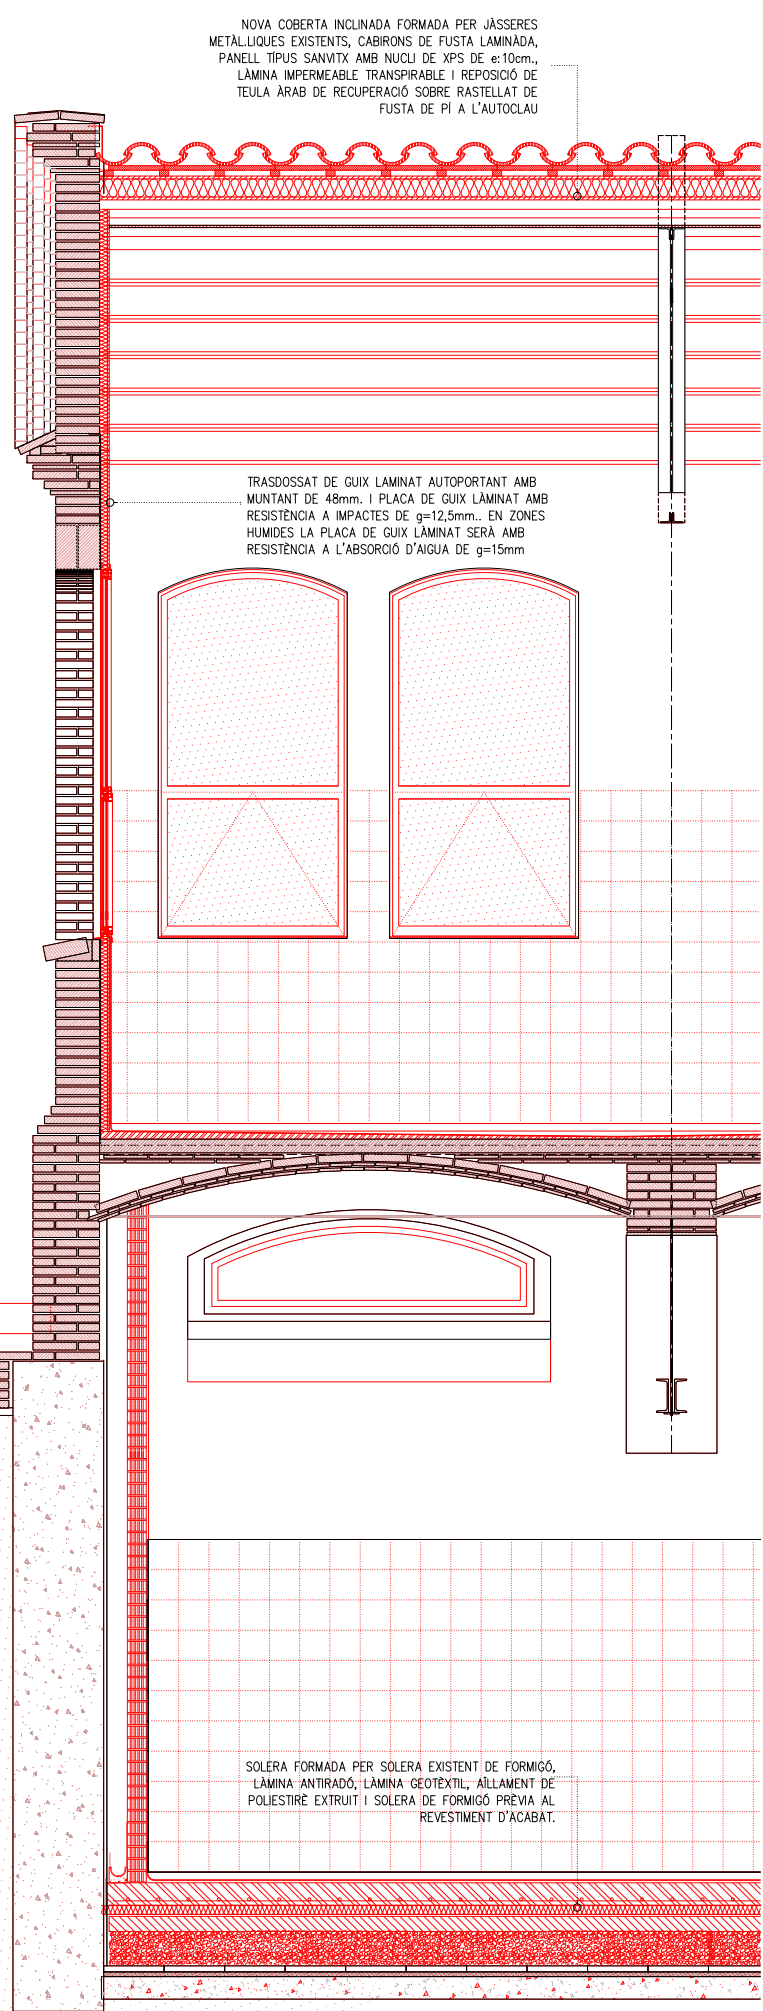 NOVA COBERTA INCLINADA FORMADA PER JÀSSERES
METÀL.LIQUES EXISTENTS, CABIRONS DE FUSTA LAMINÀDA,
PANELL TÍPUS SANVITX AMB NUCLI DE XPS DE e:10cm.,
LÀMINA IMPERMEABLE TRANSPIRABLE I REPOSICIÓ DE
TEULA ÀRAB DE RECUPERACIÓ SOBRE RASTELLAT DE
FUSTA DE PÍ A L'AUTOCLAU
TRASDOSSAT DE GUIX LAMINAT AUTOPORTANT AMB
MUNTANT DE 48mm. I PLACA DE GUIX LÀMINAT AMB
RESISTÈNCIA A IMPACTES DE g=12,5mm.. EN ZONES
HUMIDES LA PLACA DE GUIX LÀMINAT SERÀ AMB
RESISTÈNCIA A L'ABSORCIÓ D'AIGUA DE g=15mm
SOLERA FORMADA PER SOLERA EXISTENT DE FORMIGÓ,
LÀMINA ANTIRADÓ, LÀMINA GEOTÈXTIL, AÏLLAMENT DE
POLIESTIRÈ EXTRUIT I SOLERA DE FORMIGÓ PRÈVIA AL
REVESTIMENT D'ACABAT.